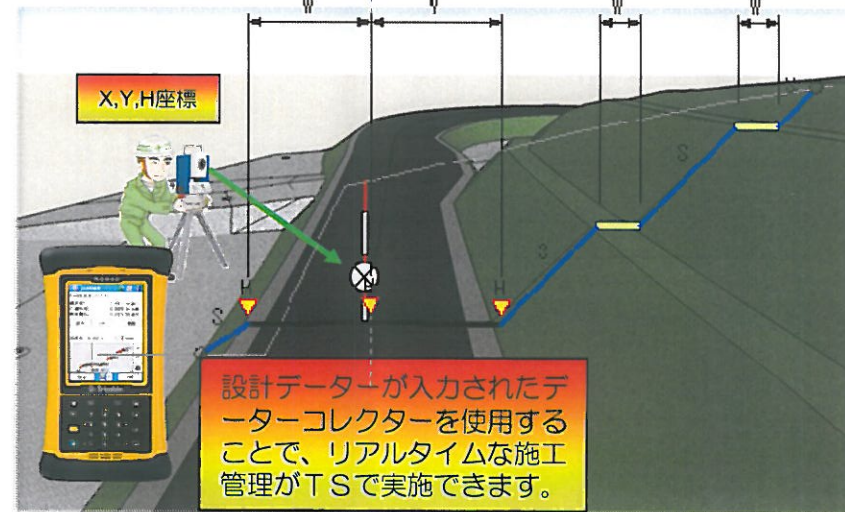 W
W
W
W
X,Y,H座標
H
H
S
S
S
Trimble
設計データーが入力されたデ
ーターコレクターを使用する
ことで、リアルタイムな施工
管理がTSで実施できます。